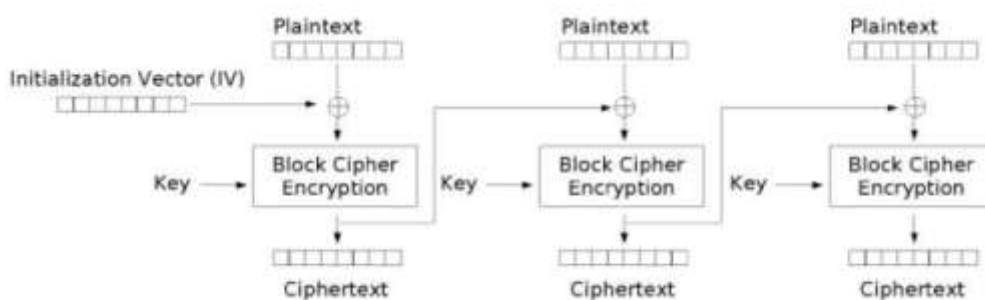 Plaintext
Plaintext
Plaintext
Initialization Vector (IV)
Key
Block Cipher
Encryption
Key
Block Cipher
Encryption
Key
Block Cipher
Encryption
Ciphertext
Ciphertext
Ciphertext